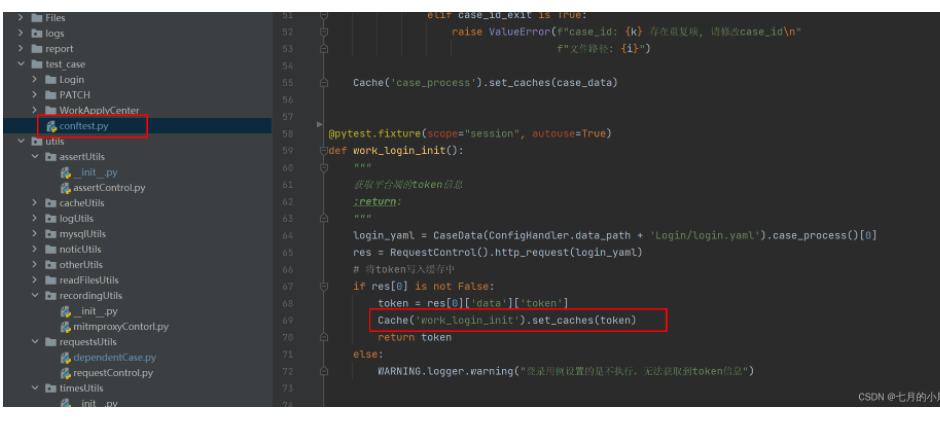 Files
logs
report
test_case
Login
PATCH
WorkApplyCenter
conftest.py
utils
assertUtils
__init__.py
assertControl.py
cacheUtils
logUtils
mysqlUtils
noticUtils
otherUtils
readFilesUtils
recordingUtils
__init__.py
mitmproxyContorl.py
requestsUtils
dependentCase.py
requestControl.py
timesUtils
__init__.py
51 elif case_id_exit is True:
52 raise ValueError(f"case_id: {k} 存在重复项, 请修改case_id\n"
53 f"文件路径: {i}")
54
55 Cache('case_process').set_caches(case_data)
56
57
58 @pytest.fixture(scope="session", autouse=True)
59 def work_login_init():
60 """
61 获取平台端的token信息
62 :return:
63 """
64 login_yaml = CaseData(ConfigHandler.data_path + 'Login/login.yaml').case_process()[0]
65 res = RequestControl().http_request(login_yaml)
66 # 将token写入缓存中
67 if res[0] is not False:
68 token = res[0]['data']['token']
69 Cache('work_login_init').set_caches(token)
70 return token
71 else:
72 WARNING.logger.warning("登录用例设置的是不执行, 无法获取到token信息")
73
74
CSDN @七月的小